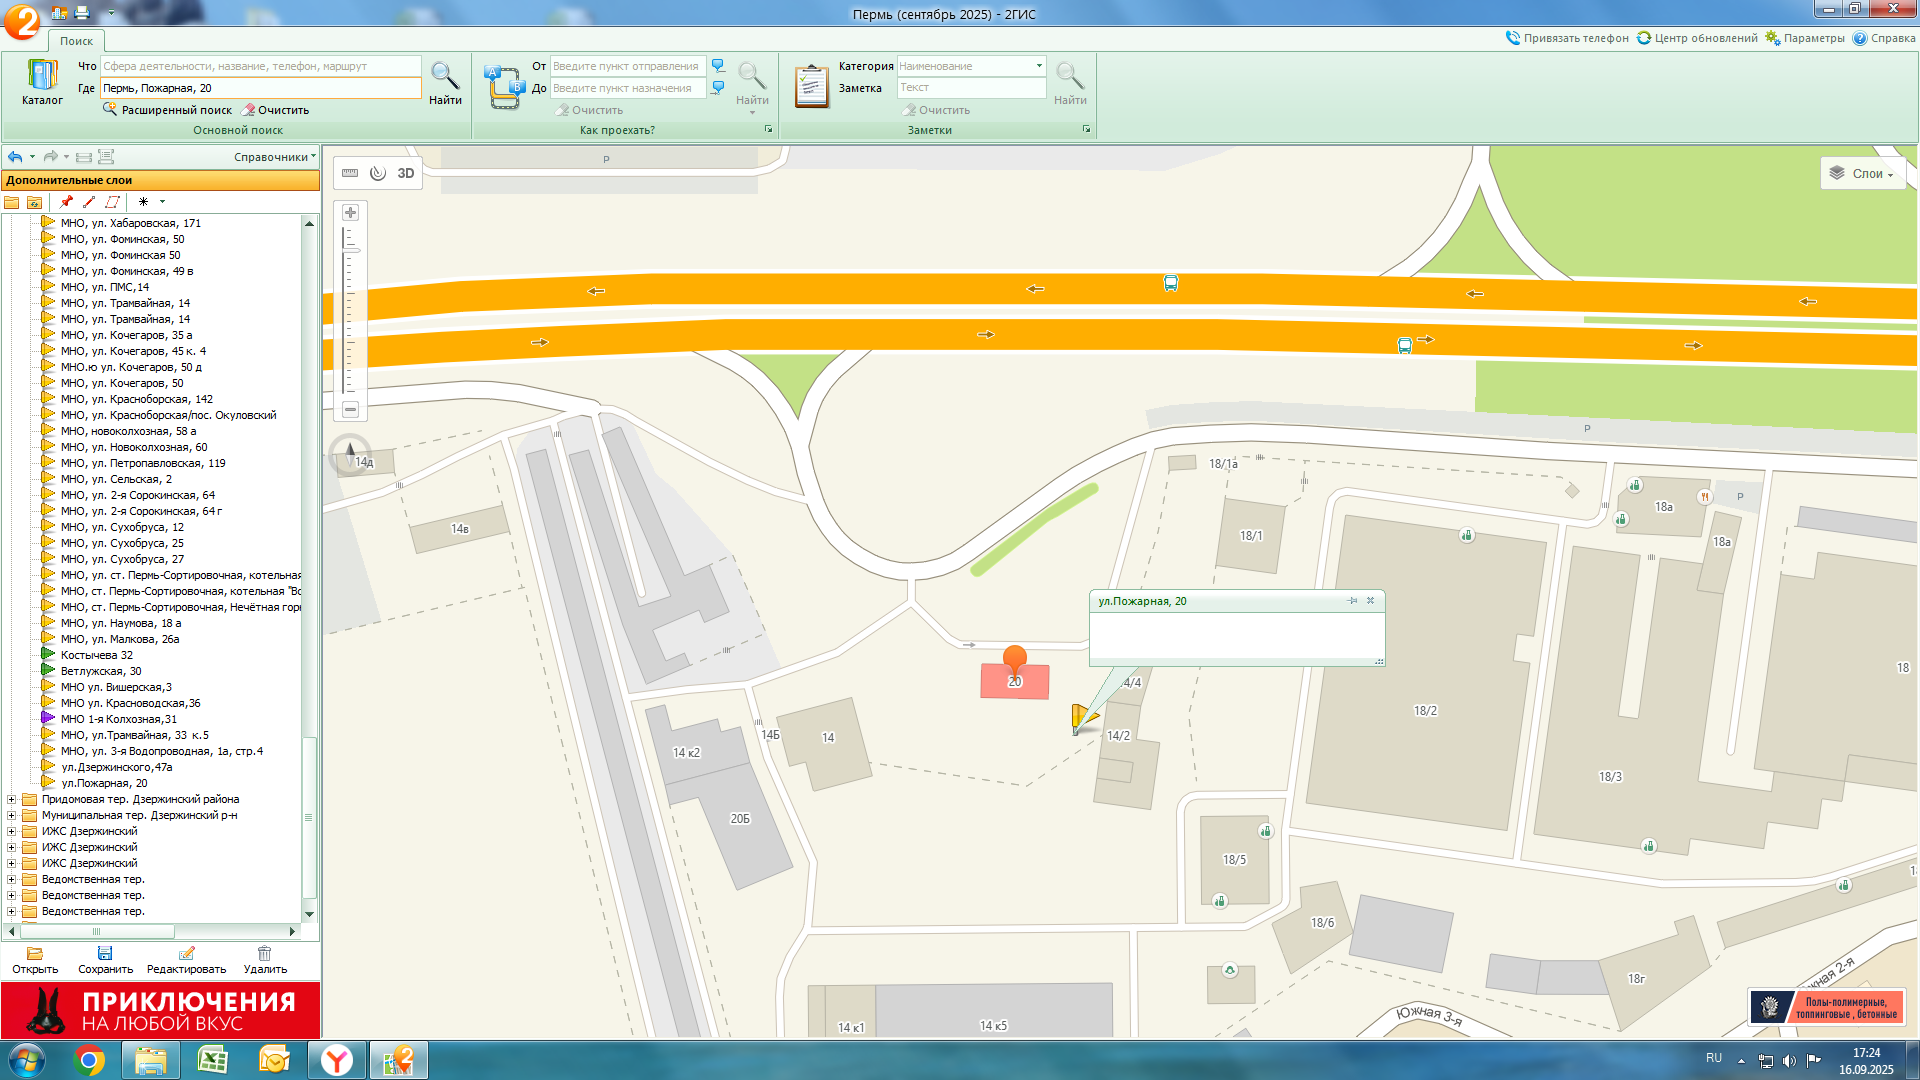 Пермь (сентябрь 2025) - 2ГИС
Поиск
Привязать телефон
Центр обновлений
Параметры
Справка
Каталог
Что
Сфера деятельности, название, телефон, маршрут
Где
Пермь, Пожарная, 20
Расширенный поиск
Очистить
Найти
Основной поиск
От
Введите пункт отправления
До
Введите пункт назначения
Очистить
Найти
Как проехать?
Категория
Наименование
Заметка
Текст
Очистить
Найти
Заметки
Справочники
Дополнительные слои
МНО, ул. Хабаровская, 171
МНО, ул. Фоминская, 50
МНО, ул. Фоминская 50
МНО, ул. Фоминская, 49 в
МНО, ул. ПМС,14
МНО, ул. Трамвайная, 14
МНО, ул. Трамвайная, 14
МНО, ул. Кочегаров, 35 а
МНО, ул. Кочегаров, 45 к. 4
МНО.ю ул. Кочегаров, 50 д
МНО, ул. Кочегаров, 50
МНО, ул. Красноборская, 142
МНО, ул. Красноборская/пос. Окуловский
МНО, новоколхозная, 58 а
МНО, ул. Новоколхозная, 60
МНО, ул. Петропавловская, 119
МНО, ул. Сельская, 2
МНО, ул. 2-я Сорокинская, 64
МНО, ул. 2-я Сорокинская, 64 г
МНО, ул. Сухобруса, 12
МНО, ул. Сухобруса, 25
МНО, ул. Сухобруса, 27
МНО, ул. ст. Пермь-Сортировочная, котельная
МНО, ст. Пермь-Сортировочная, котельная "Вс
МНО, ст. Пермь-Сортировочная, Нечётная горк
МНО, ул. Наумова, 18 а
МНО, ул. Малкова, 26а
Костычева 32
Ветлужская, 30
МНО ул. Вишерская,3
МНО ул. Красноводская,36
МНО 1-я Колхозная,31
МНО, ул.Трамвайная, 33 к.5
МНО, ул. 3-я Водопроводная, 1а, стр.4
ул.Дзержинского,47а
ул.Пожарная, 20
Придомовая тер. Дзержинский района
Муниципальная тер. Дзержинский р-н
ИЖС Дзержинский
ИЖС Дзержинский
ИЖС Дзержинский
Ведомственная тер.
Ведомственная тер.
Ведомственная тер.
Открыть
Сохранить
Редактировать
Удалить
ПРИКЛЮЧЕНИЯ
НА ЛЮБОЙ ВКУС
3D
Слои
P
P
P
14д
14в
18/1а
18/1
18а
18а
18
ул.Пожарная, 20
20
14/4
14/2
14Б
14
14 к2
20Б
18/2
18/3
18/5
18/6
18г
14 к1
14 к5
Южная 3-я
жная 2-я
Полы-полимерные,
топпинговые , бетонные
RU
17:24
16.09.2025